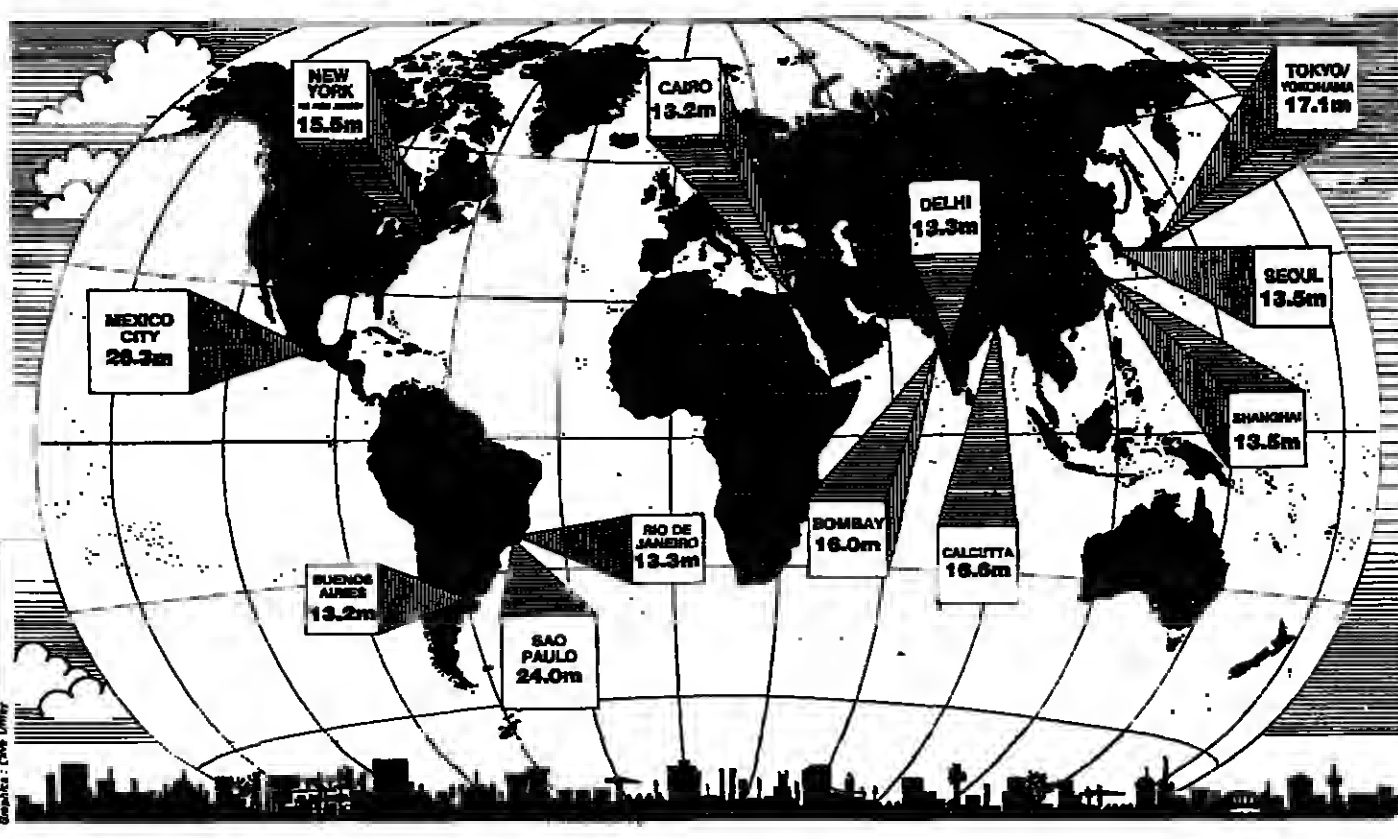 NEW
YORK
15.5m
CAIRO
13.2m
TOKYO/
YOKOHAMA
17.1m
DELHI
13.3m
SEOUL
13.5m
MEXICO
CITY
26.3m
SHANGHAI
13.5m
BOMBAY
16.0m
RIO DE
JANEIRO
13.3m
CALCUTTA
16.6m
BUENOS
AIRES
13.2m
SAO
PAULO
24.0m